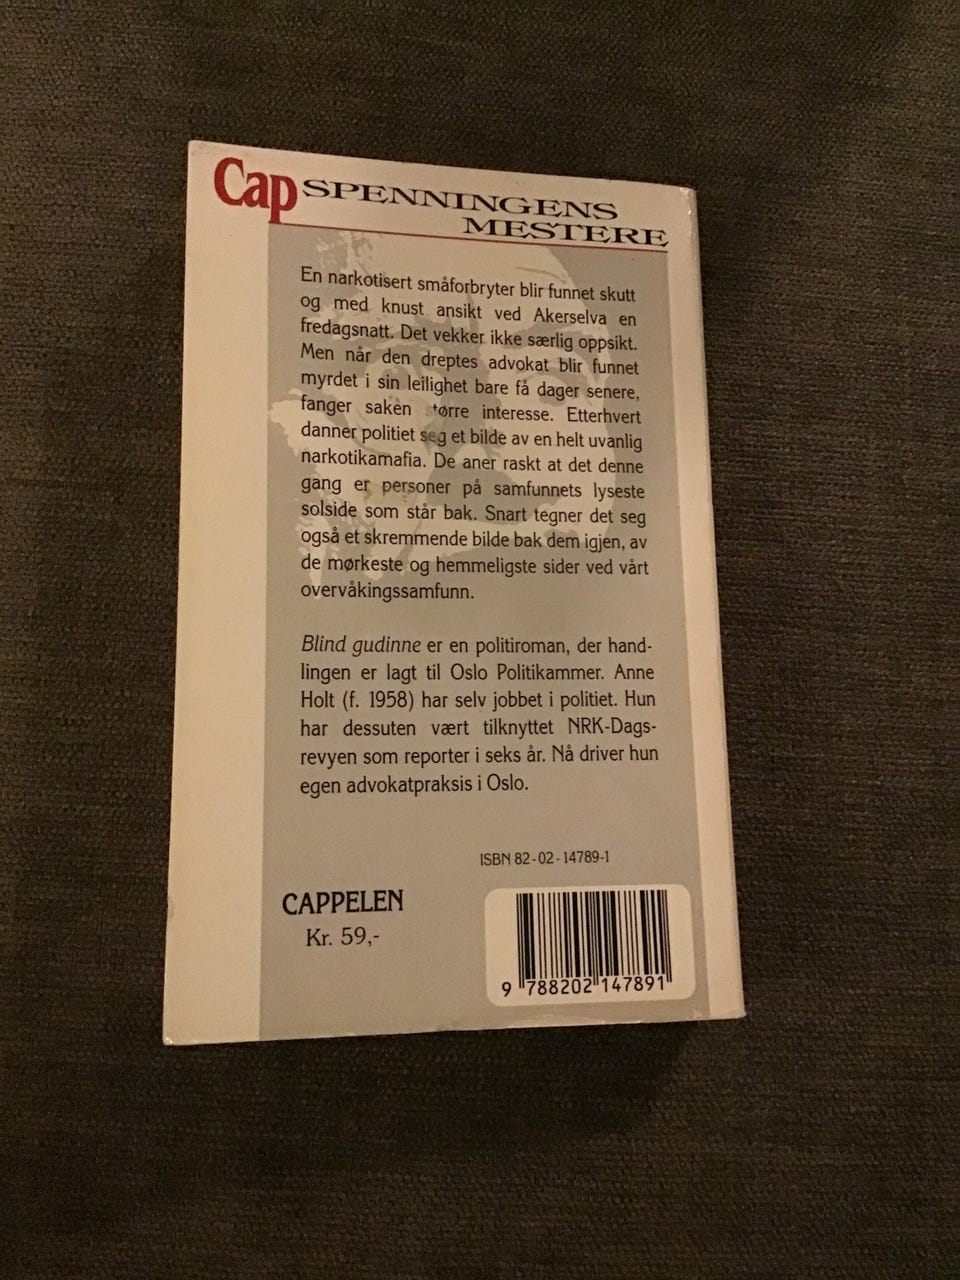 Cap SPENNINGENS
MESTERE
En narkotisert småforbryter blir funnet skutt
og med knust ansikt ved Akerselva en
fredagsnatt. Det vekker ikke særlig oppsikt.
Men når den dreptes advokat blir funnet
myrdet i sin leilighet bare få dager senere,
fanger saken tørre interesse. Etterhvert
danner politiet seg et bilde av en helt uvanlig
narkotikamafia. De aner raskt at det denne
gang er personer på samfunnets lyseste
solside som står bak. Snart tegner det seg
også et skremmende bilde bak dem igjen, av
de mørkeste og hemmeligste sider ved vårt
overvåkingssamfunn.
Blind gudinne er en politiroman, der hand-
lingen er lagt til Oslo Politikammer. Anne
Holt (f. 1958) har selv jobbet i politiet. Hun
har dessuten vært tilknyttet NRK-Dags-
revyen som reporter i seks år. Nå driver hun
egen advokatpraksis i Oslo.
ISBN 82-02-14789-1
CAPPELEN
Kr. 59,-
9 788202 147891